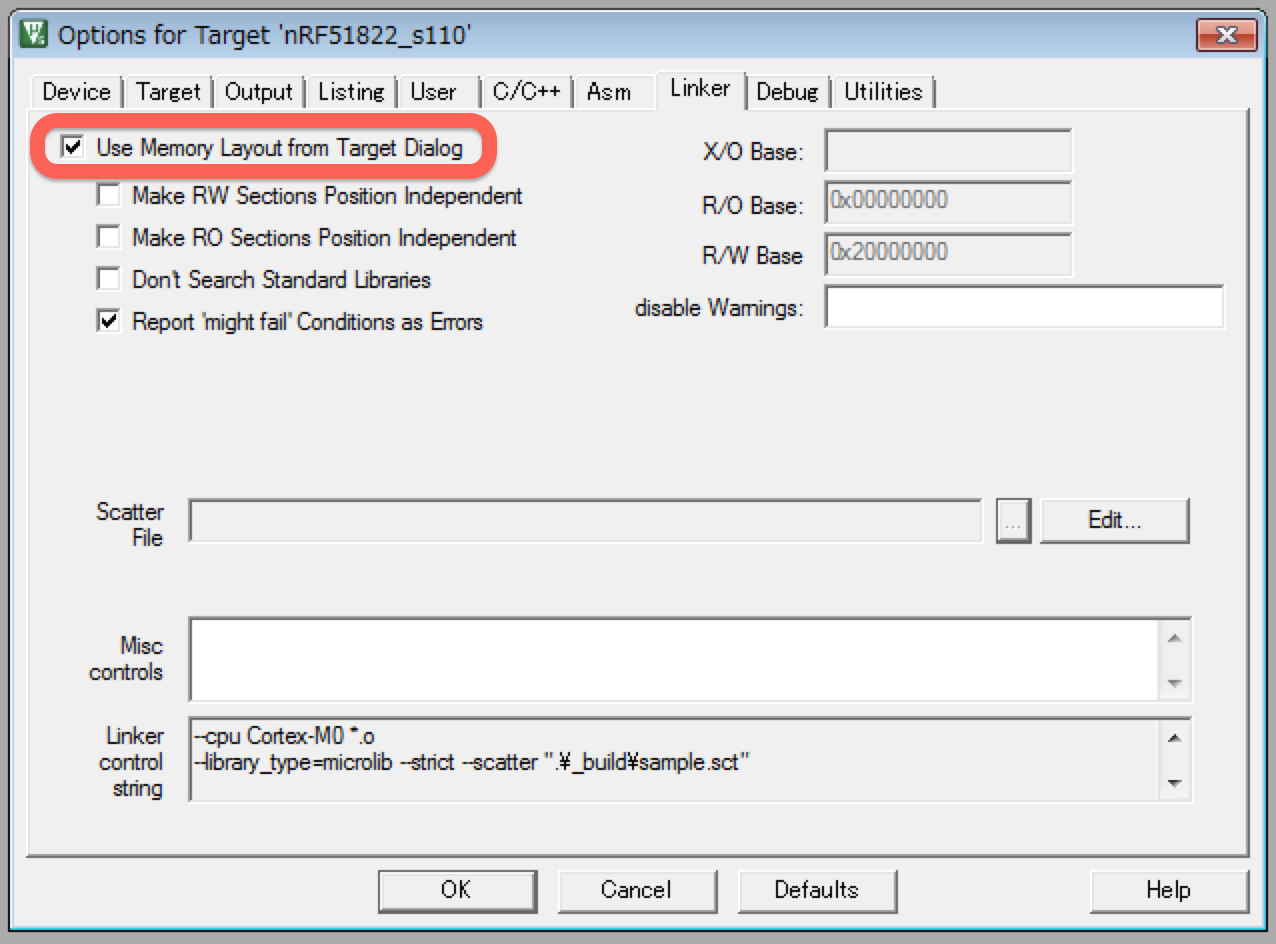 Options for Target 'nRF51822_s110'
Device Target Output Listing User C/C++ Asm Linker Debug Utilities
Use Memory Layout from Target Dialog
Make RW Sections Position Independent
Make RO Sections Position Independent
Don't Search Standard Libraries
Report 'might fail' Conditions as Errors
X/O Base:
R/O Base: 0x00000000
R/W Base 0x20000000
disable Warnings:
Scatter
File
...
Edit...
Misc
controls
Linker
control
string
--cpu Cortex-M0 *.o
--library_type=microlib --strict --scatter ".¥_build¥sample.sct"
OK Cancel Defaults Help